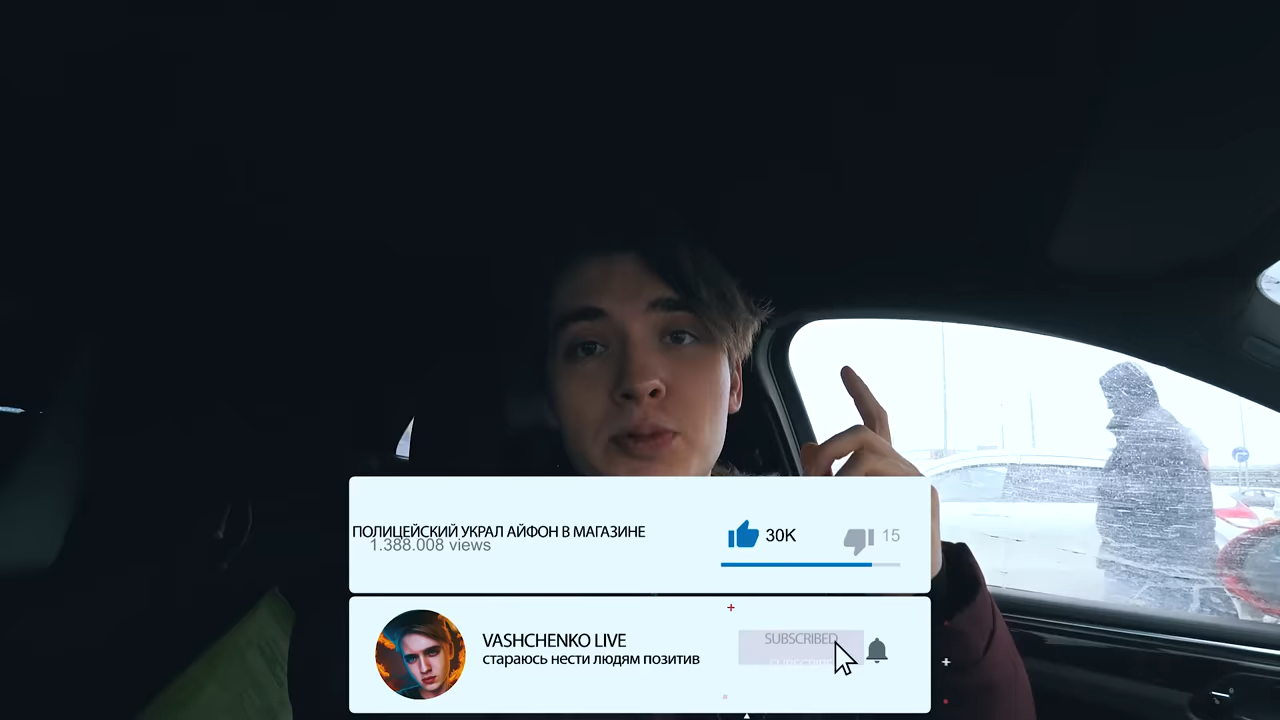 ПОЛИЦЕЙСКИЙ УКРАЛ АЙФОН В МАГАЗИНЕ
1.388.008 views
30K
15
VASHCHENKO LIVE
стараюсь нести людям позитив
SUBSCRIBED